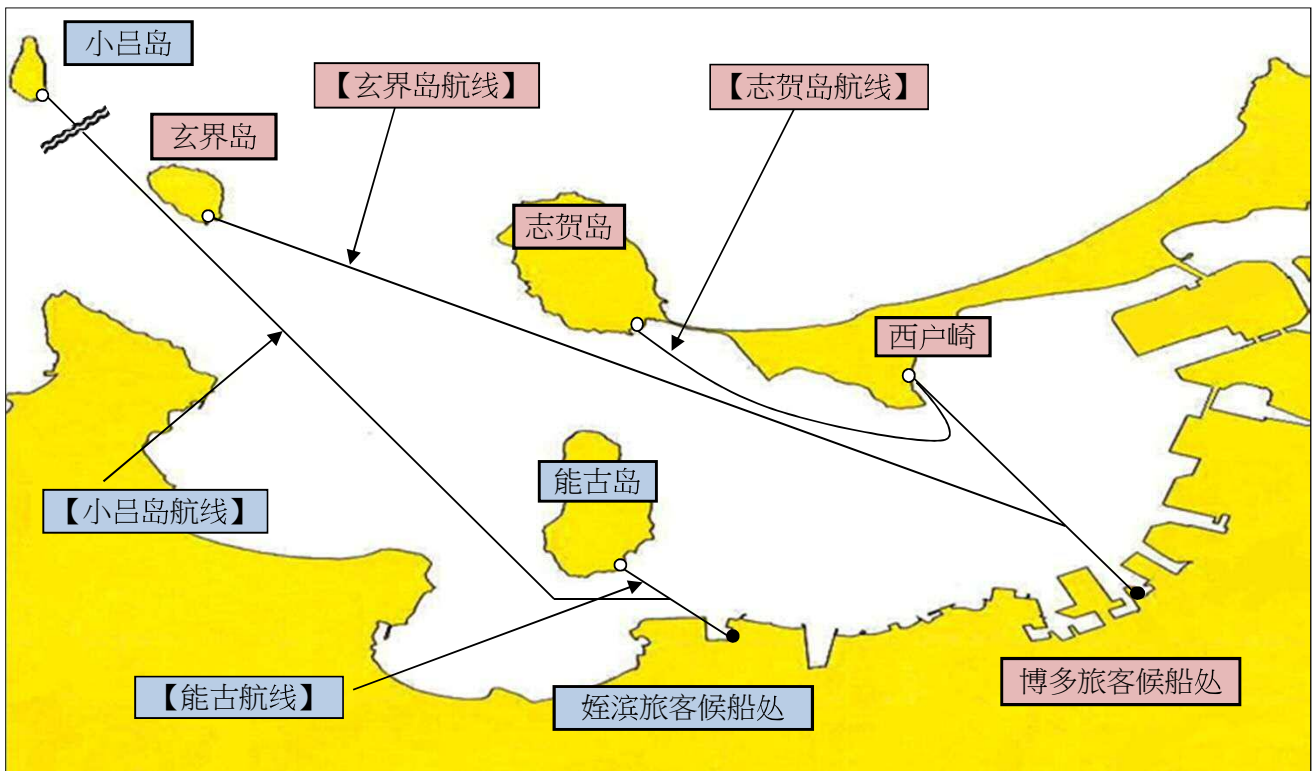 小吕岛
【玄界岛航线】
【志贺岛航线】
玄界岛
志贺岛
西户崎
能古岛
【小吕岛航线】
【能古航线】
姪滨旅客候船处
博多旅客候船处